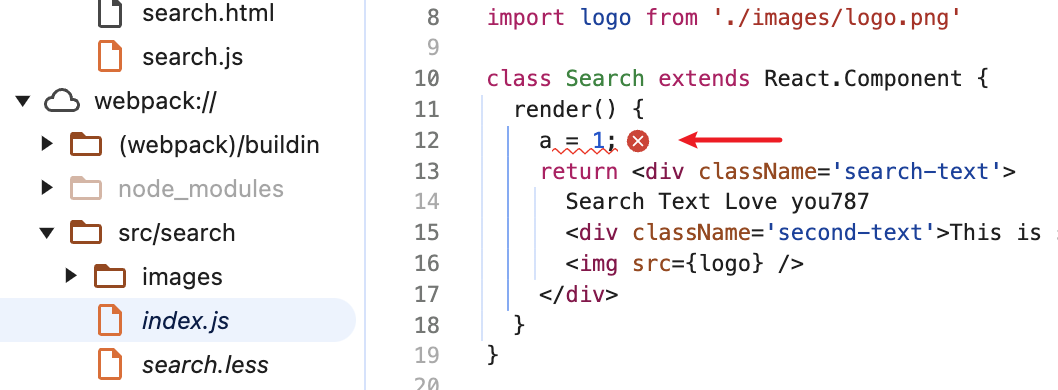 search.html
search.js
webpack://
(webpack)/buildin
node_modules
src/search
images
index.js
search.less
8 import logo from './images/logo.png'
9
10 class Search extends React.Component {
11 render() {
12 a = 1;
13 return <div className='search-text'>
14 Search Text Love you787
15 <div className='second-text'>This is
16 <img src={logo} />
17 </div>
18 }
19 }
20